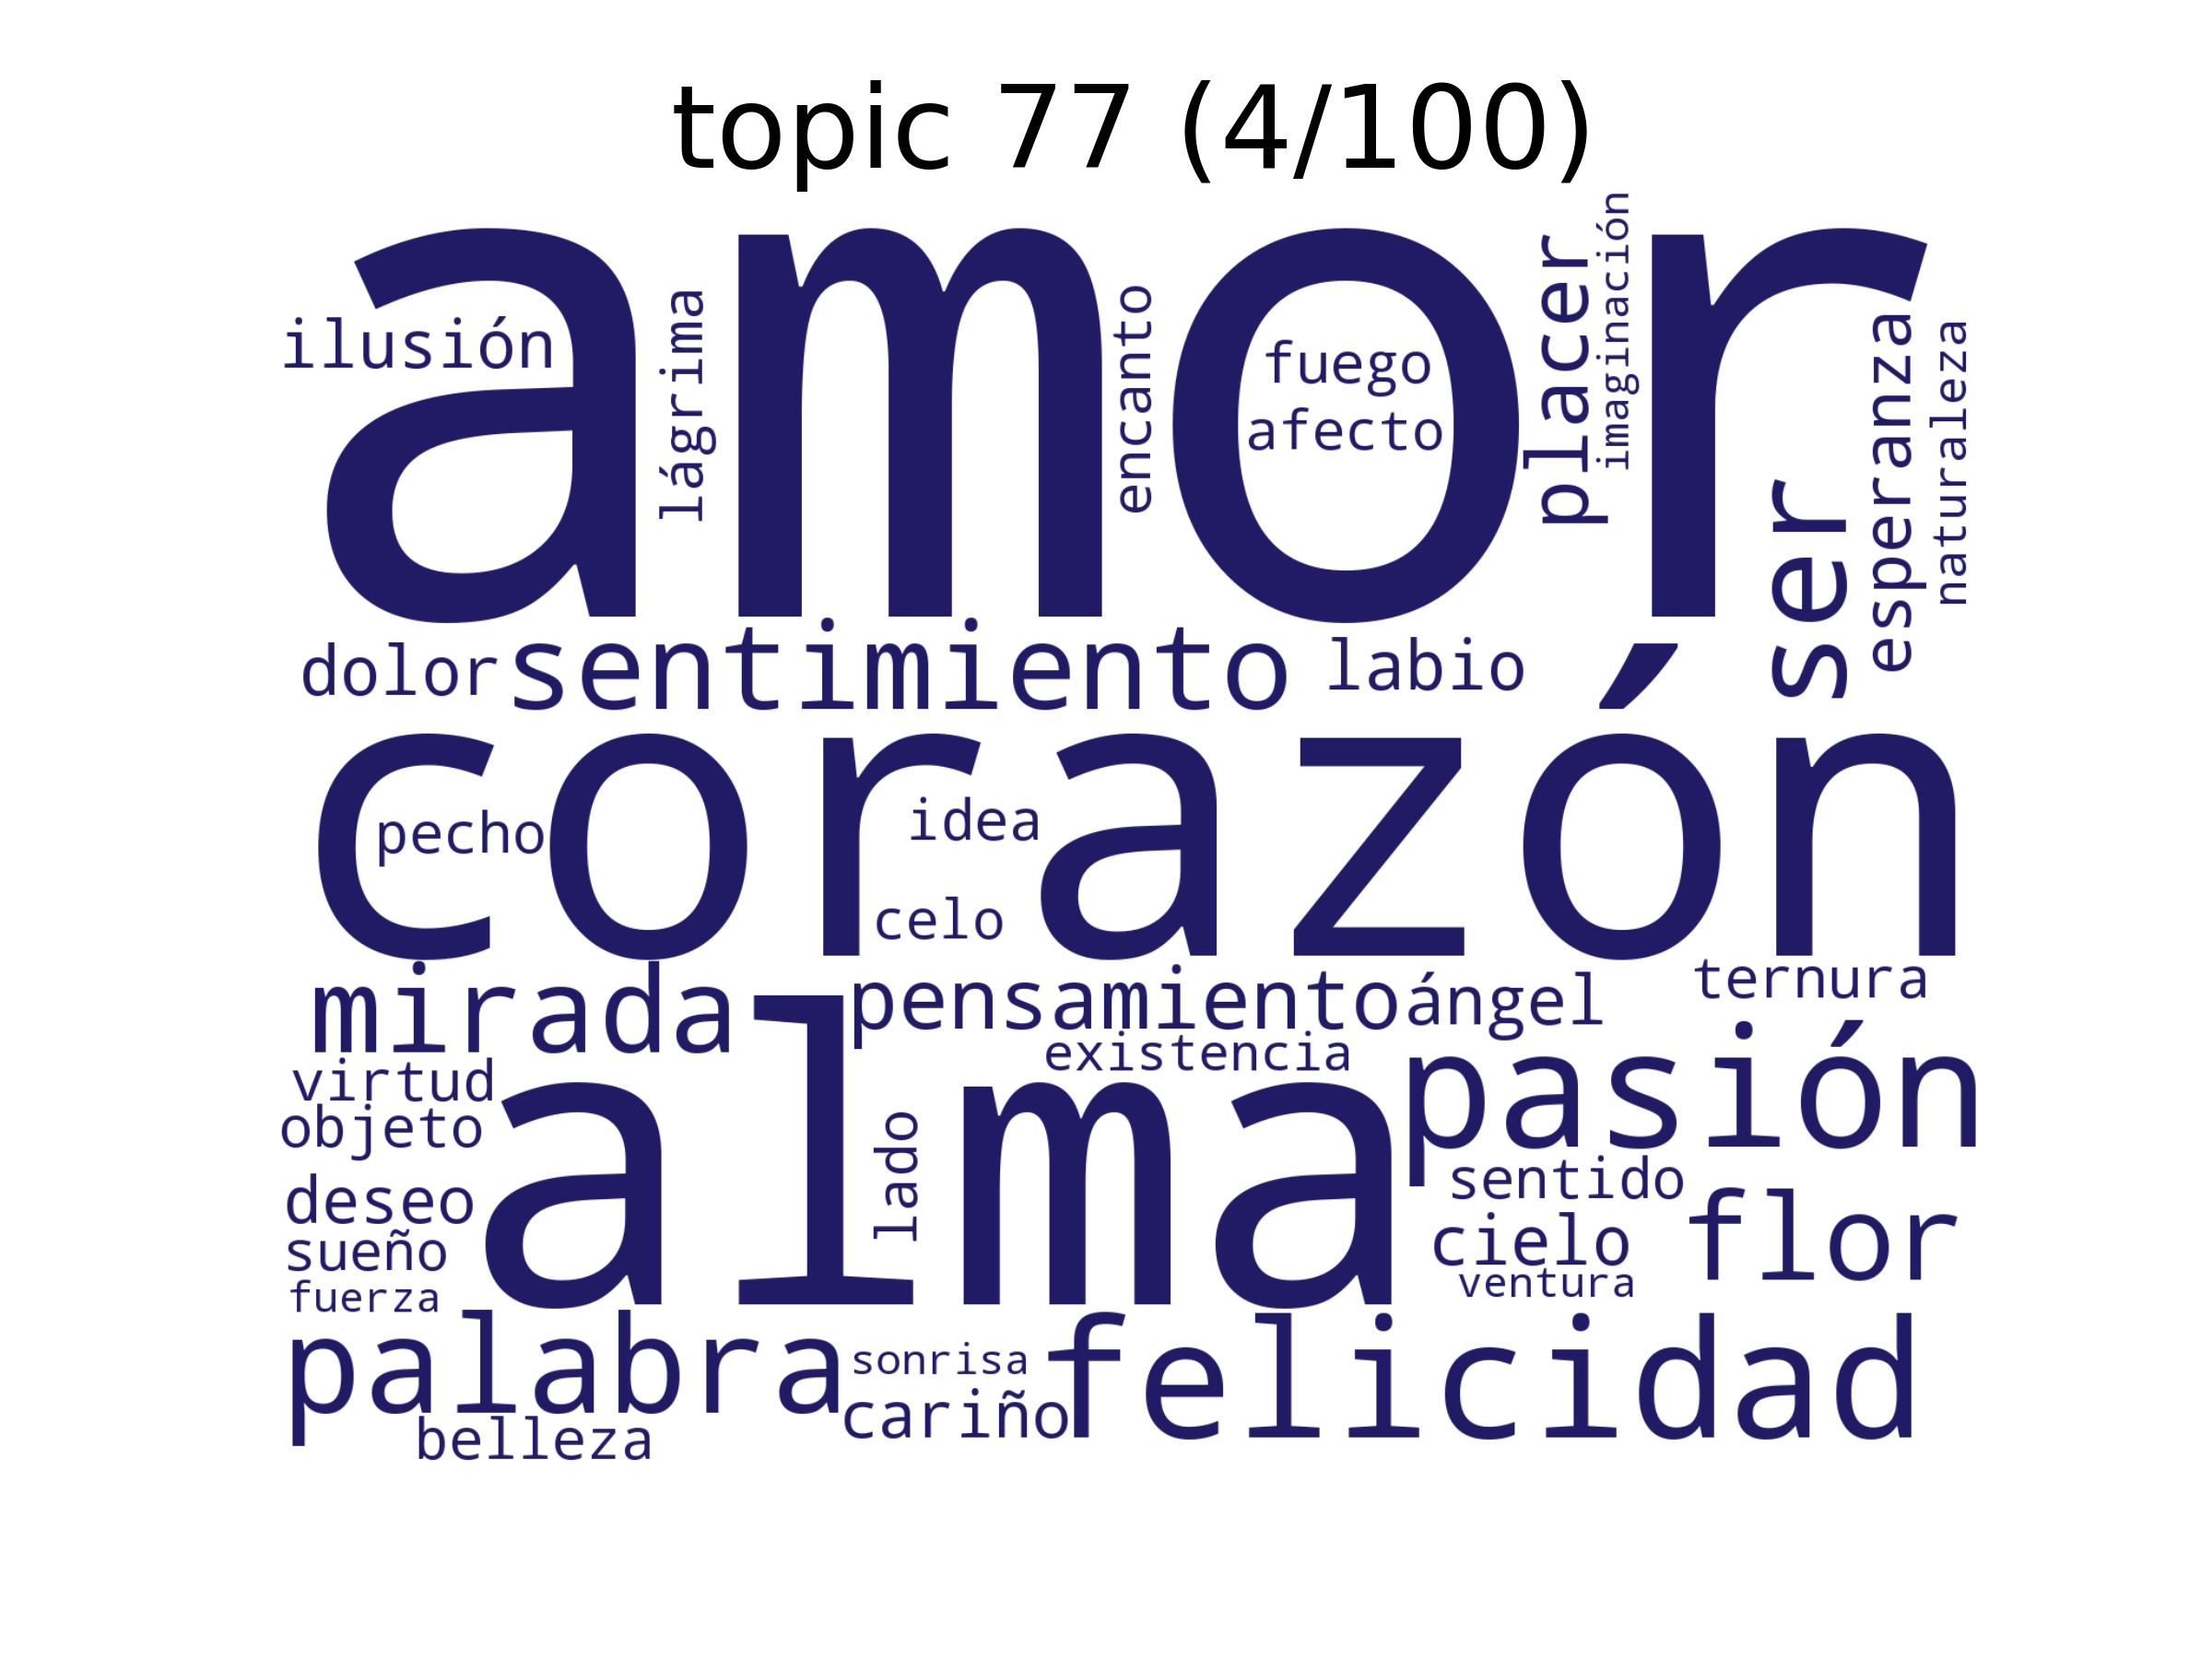 topic 77 (4/100)
amor
ilusión
lágrima
encanto
fuego
afecto
placer
imaginación
ser
esperanza
naturaleza
dolor
sentimiento
labio
corazón
pecho
idea
celo
mirada
pensamiento
ángel
ternura
virtud
existencia
alma
pasión
objeto
lado
deseo
sentido
sueño
cielo
flor
fuerza
ventura
palabra
sonrisa
felicidad
cariño
belleza